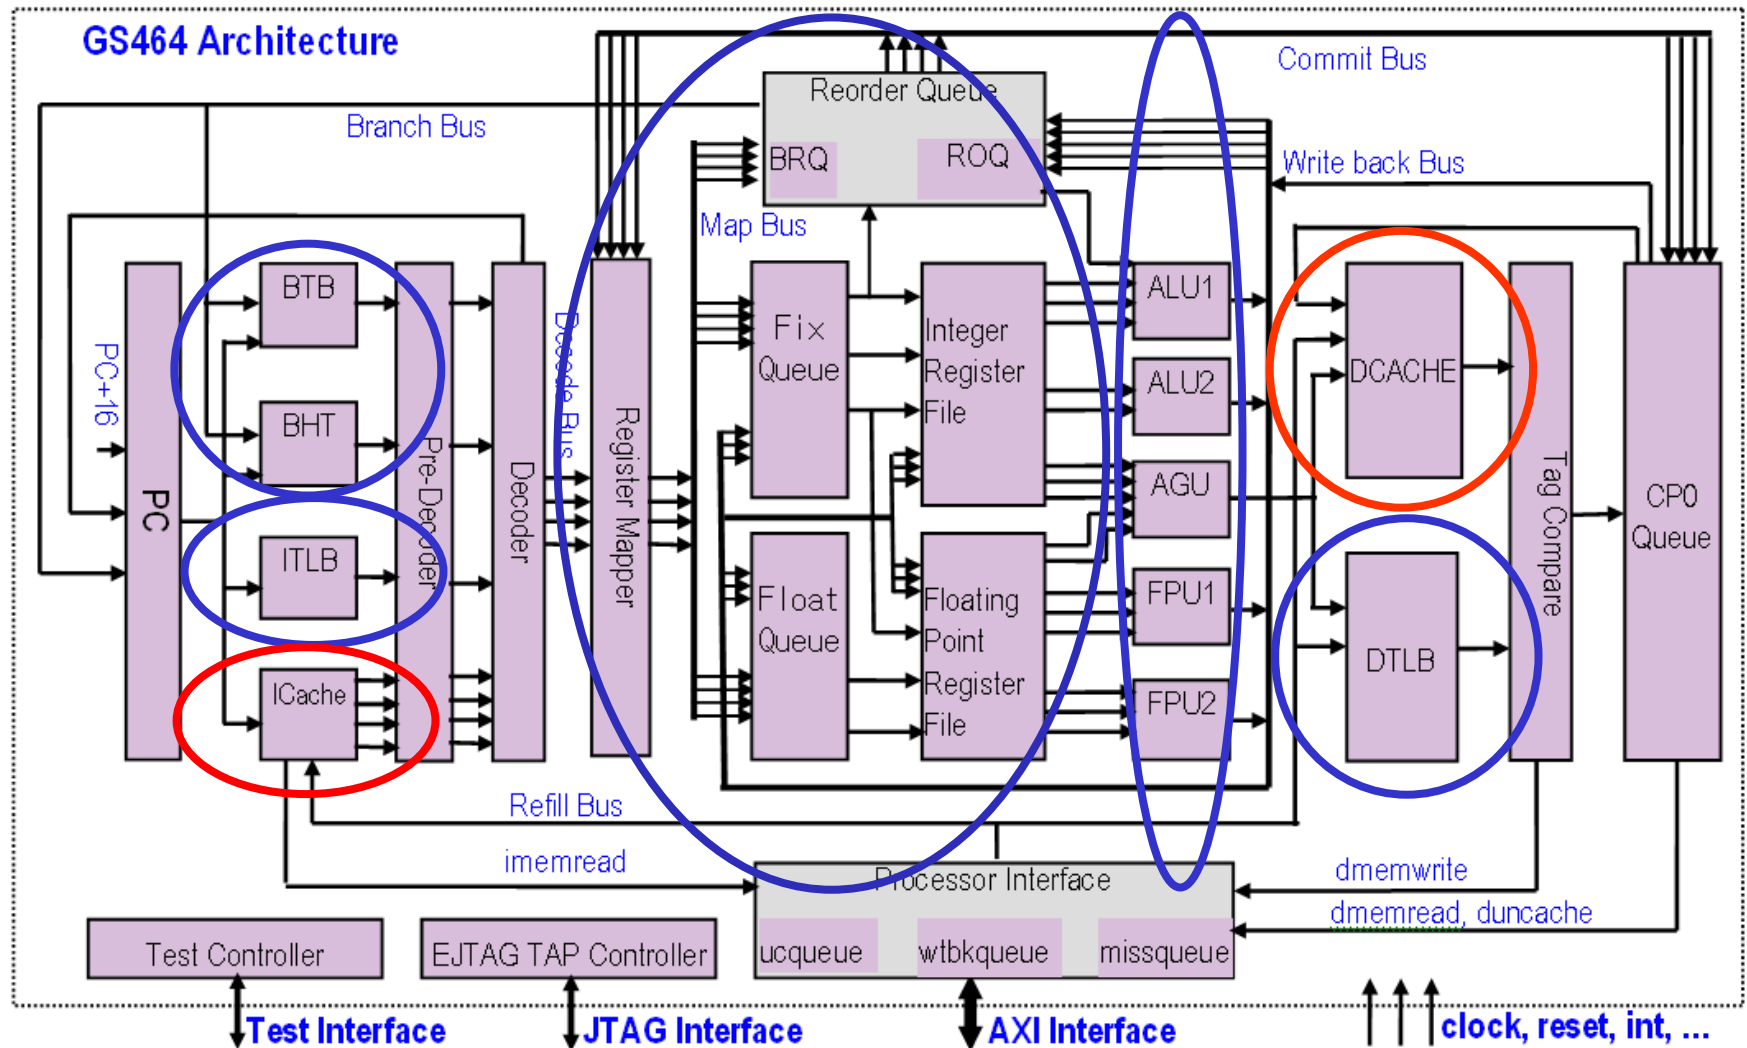 GS464 Architecture
Commit Bus
Reorder Queue
Branch Bus
BRQ
ROQ
Write back Bus
Map Bus
BTB
ALU1
Fix
Queue
Integer
Register
File
DCACHE
PC+16
Decode Bus
ALU2
BHT
Pre-Decoder
Decoder
Register Mapper
PC
AGU
Tag Compare
CP0
Queue
ITLB
Float
Queue
Floating
Point
Register
File
FPU1
DTLB
ICache
FPU2
Refill Bus
imemread
Processor Interface
dmemwrite
dmemread, duncache
Test Controller
EJTAG TAP Controller
ucqueue
wtbkqueue
missqueue
Test Interface
JTAG Interface
AXI Interface
clock, reset, int, ...